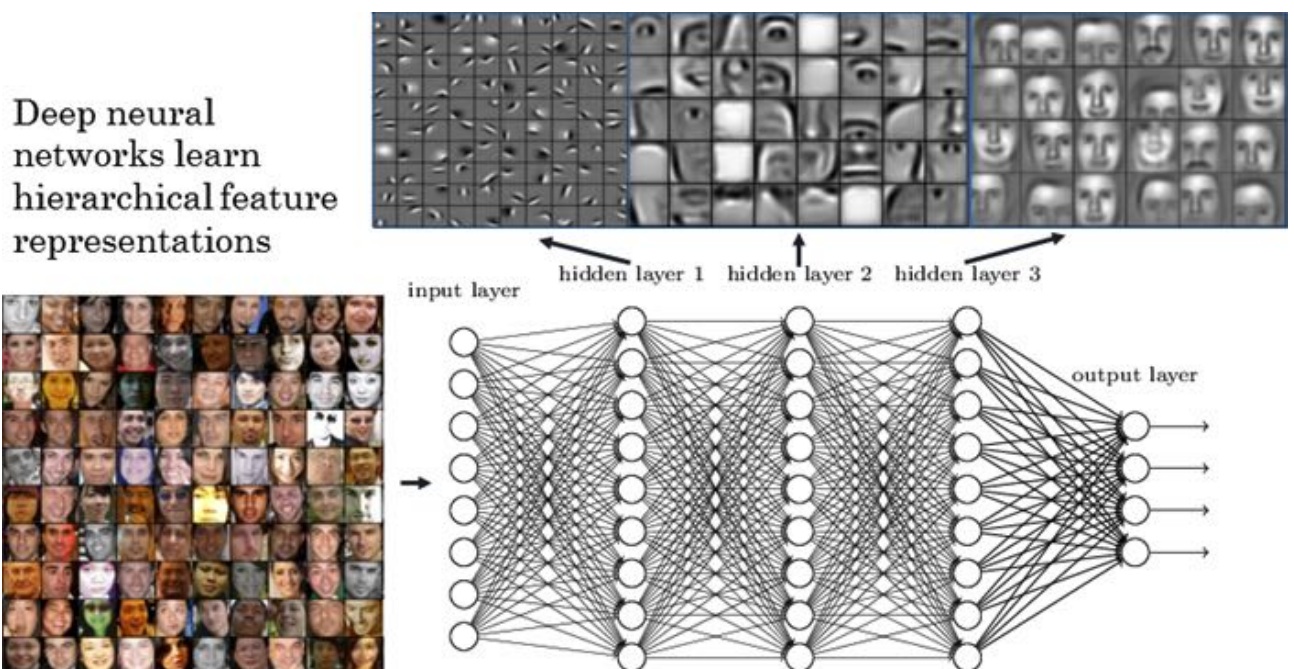 Deep neural
networks learn
hierarchical feature
representations
hidden layer 1 hidden layer 2 hidden layer 3
input layer
output layer